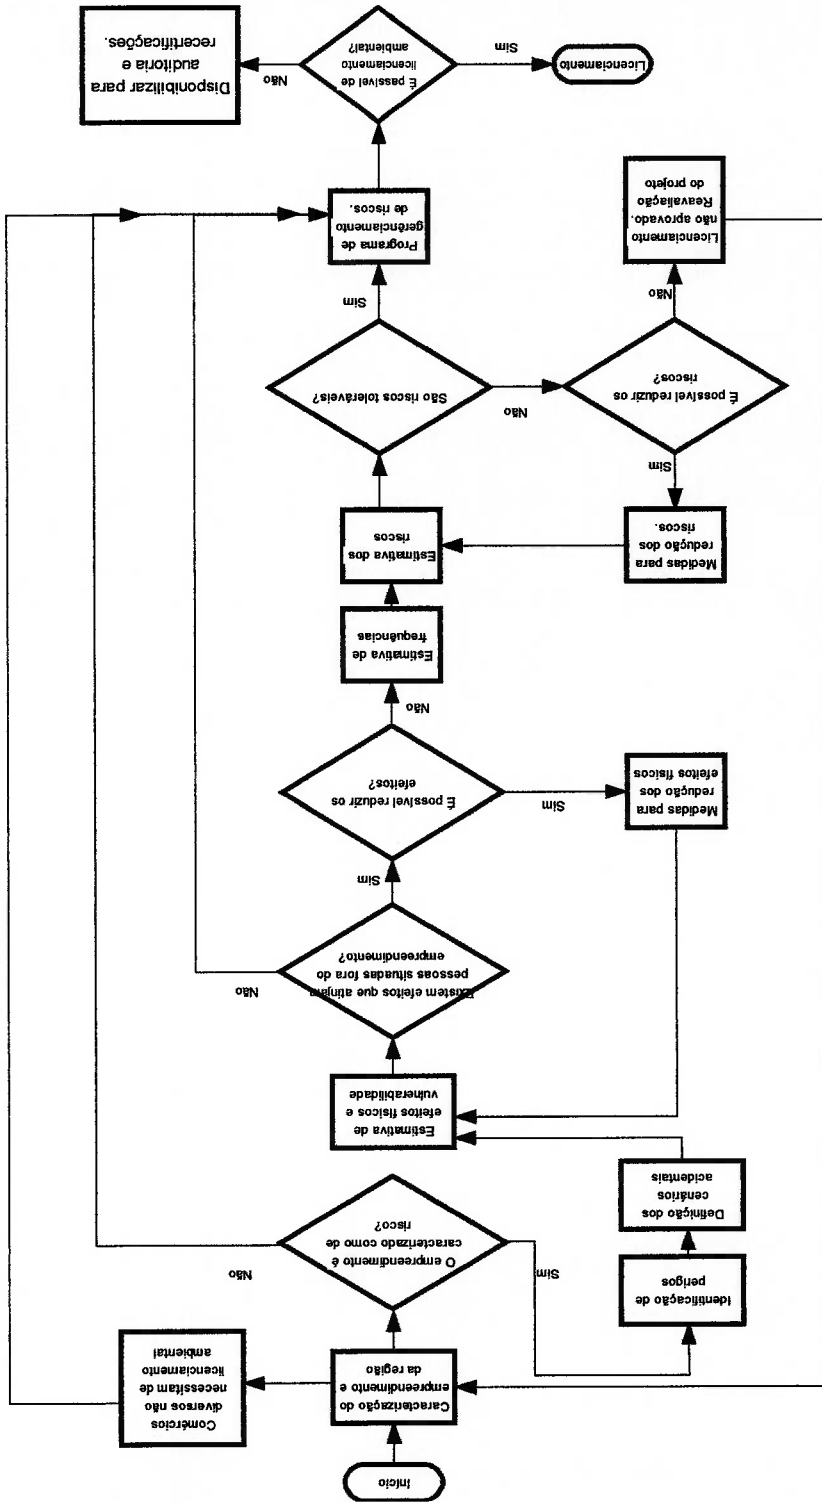 Início
Caracterização do
empreendimento e
da região
Comércios
diversos não
necessitam de
licenciamento
ambiental
O empreendimento é
caracterizado como de
risco?
Não
Sim
Identificação de
perigos
Definição dos
cenários
acidentais
Estimativa de
efeitos físicos e
vulnerabilidade
Existem efeitos que atinjam
pessoas situadas fora do
empreendimento?
Não
Sim
É possível reduzir os
efeitos?
Sim
Medidas para
redução dos
efeitos físicos
Não
Estimativa de
frequências
Estimativa dos
riscos
Medidas para
redução dos
riscos.
São riscos toleráveis?
Não
Sim
É possível reduzir os
riscos?
Sim
Não
Licenciamento
não aprovado.
Reavaliação
do projeto
Programa de
gerênciamento
de riscos.
É passível de
licenciamento
ambiental?
Sim
Licenciamento
Não
Disponibilizar para
auditoria e
recertificações.